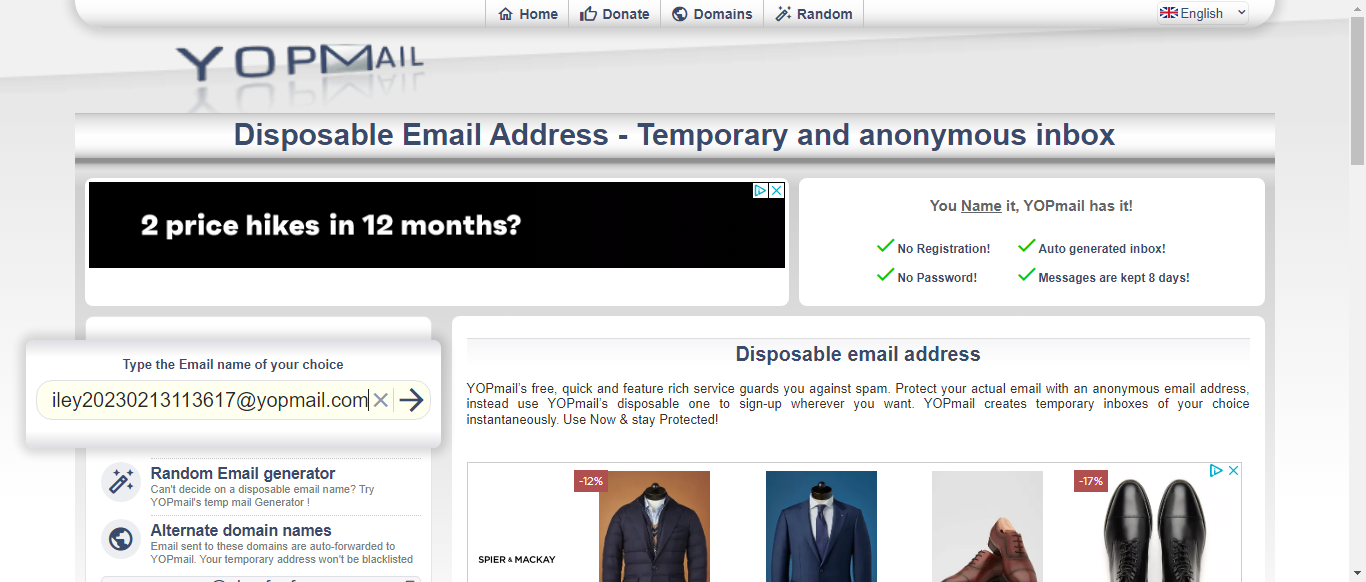 Home
Donate
Domains
Random
English
YOPMAIL
Disposable Email Address - Temporary and anonymous inbox
2 price hikes in 12 months?
You Name it, YOPmail has it!
No Registration!
Auto generated inbox!
No Password!
Messages are kept 8 days!
Type the Email name of your choice
iley20230213113617@yopmail.com
Random Email generator
Can't decide on a disposable email name? Try
YOPmail's temp mail Generator !
Alternate domain names
Email sent to these domains are auto-forwarded to
YOPmail. Your temporary address won't be blacklisted
Disposable email address
YOPmail's free, quick and feature rich service guards you against spam. Protect your actual email with an anonymous email address,
instead use YOPmail's disposable one to sign-up wherever you want. YOPmail creates temporary inboxes of your choice
instantaneously. Use Now & stay Protected!
-12%
-17%
SPIER & MACKAY